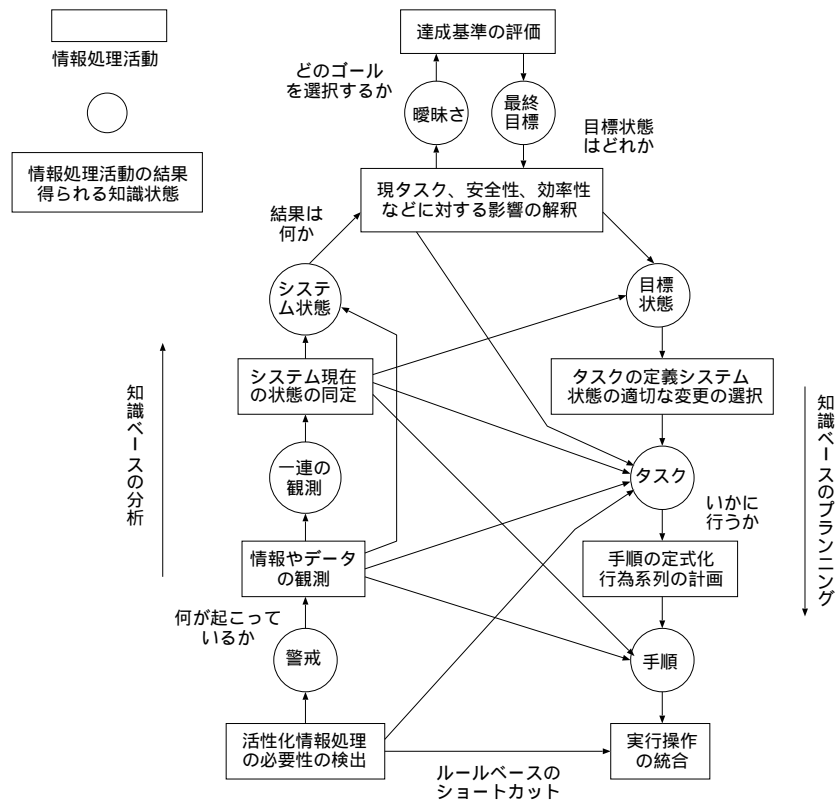 情報処理活動
情報処理活動の結果
得られる知識状態
達成基準の評価
どのゴール
を選択するか
曖昧さ
最終
目標
目標状態
はどれか
現タスク、安全性、効率性
などに対する影響の解釈
結果は
何か
システ
ム状態
目標
状態
システム現在
の状態の同定
タスクの定義システム
状態の適切な変更の選択
知識ベースの分析
知識ベースのプランニング
一連の
観測
タスク
いかに
行うか
情報やデータ
の観測
手順の定式化
行為系列の計画
何が起こって
いるか
警戒
手順
活性化情報処理
の必要性の検出
実行操作
の統合
ルールベースの
ショートカット